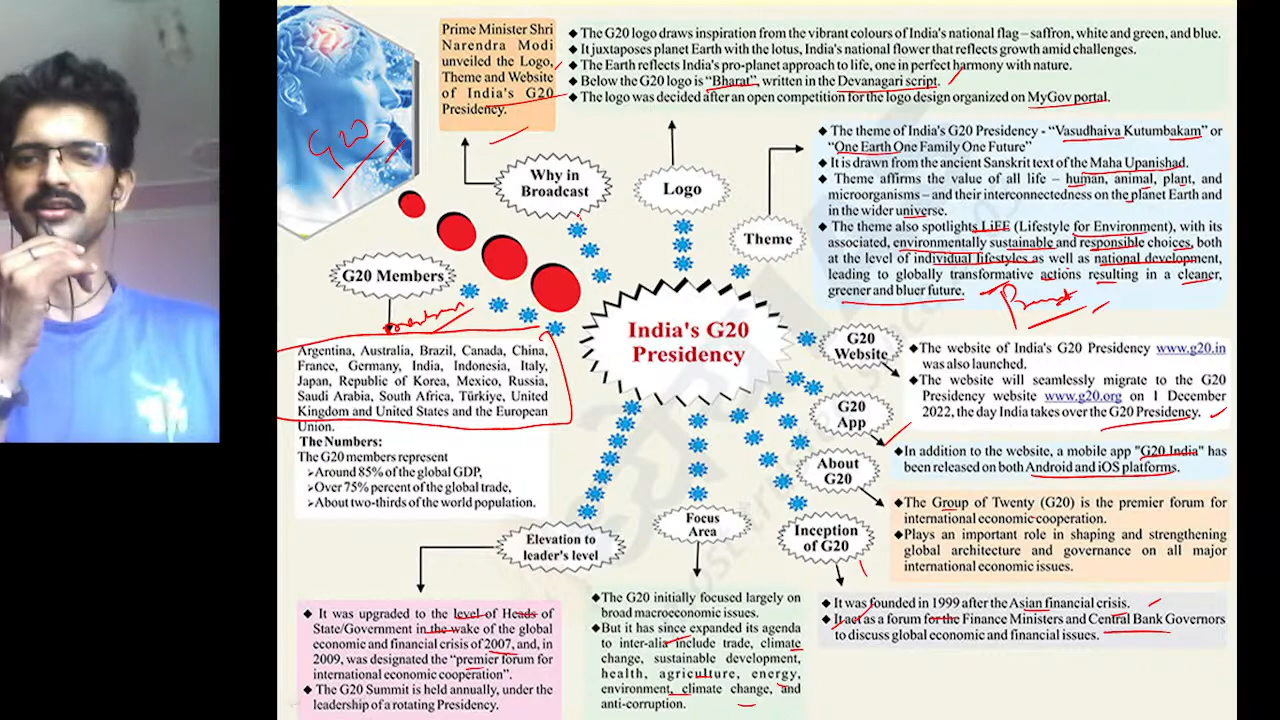 Prime Minister Shri
Narendra Modi
unveiled the Logo,
Theme and Website
of India's G20
Presidency.
◆The G20 logo draws inspiration from the vibrant colours of India's national flag – saffron, white and green, and blue.
◆It juxtaposes planet Earth with the lotus, India's national flower that reflects growth amid challenges.
◆The Earth reflects India's pro-planet approach to life, one in perfect harmony with nature.
◆Below the G20 logo is “Bharat”, written in the Devanagari script.
◆The logo was decided after an open competition for the logo design organized on MyGov portal.
G20
Why in
Broadcast
Logo
Theme
◆The theme of India's G20 Presidency - “Vasudhaiva Kutumbakam” or
“One Earth One Family One Future”
◆It is drawn from the ancient Sanskrit text of the Maha Upanishad.
◆Theme affirms the value of all life – human, animal, plant, and
microorganisms – and their interconnectedness on the planet Earth and
in the wider universe.
◆The theme also spotlights LiFE (Lifestyle for Environment), with its
associated, environmentally sustainable and responsible choices, both
at the level of individual lifestyles as well as national development,
leading to globally transformative actions resulting in a cleaner,
greener and bluer future.
G20 Members
Argentina, Australia, Brazil, Canada, China,
France, Germany, India, Indonesia, Italy,
Japan, Republic of Korea, Mexico, Russia,
Saudi Arabia, South Africa, Türkiye, United
Kingdom and United States and the European
Union.
The Numbers:
The G20 members represent
➢Around 85% of the global GDP,
➢Over 75% percent of the global trade,
➢About two-thirds of the world population.
India's G20
Presidency
G20
Website
◆The website of India's G20 Presidency www.g20.in
was also launched.
◆The website will seamlessly migrate to the G20
Presidency website www.g20.org on 1 December
2022, the day India takes over the G20 Presidency.
G20
App
◆In addition to the website, a mobile app "G20 India" has
been released on both Android and iOS platforms.
About
G20
◆The Group of Twenty (G20) is the premier forum for
international economic cooperation.
◆Plays an important role in shaping and strengthening
global architecture and governance on all major
international economic issues.
Inception
of G20
◆It was founded in 1999 after the Asian financial crisis.
◆It act as a forum for the Finance Ministers and Central Bank Governors
to discuss global economic and financial issues.
Focus
Area
◆The G20 initially focused largely on
broad macroeconomic issues.
◆But it has since expanded its agenda
to inter-alia include trade, climate
change, sustainable development,
health, agriculture, energy,
environment, climate change, and
anti-corruption.
Elevation to
leader's level
◆It was upgraded to the level of Heads of
State/Government in the wake of the global
economic and financial crisis of 2007, and, in
2009, was designated the “premier forum for
international economic cooperation”.
◆The G20 Summit is held annually, under the
leadership of a rotating Presidency.